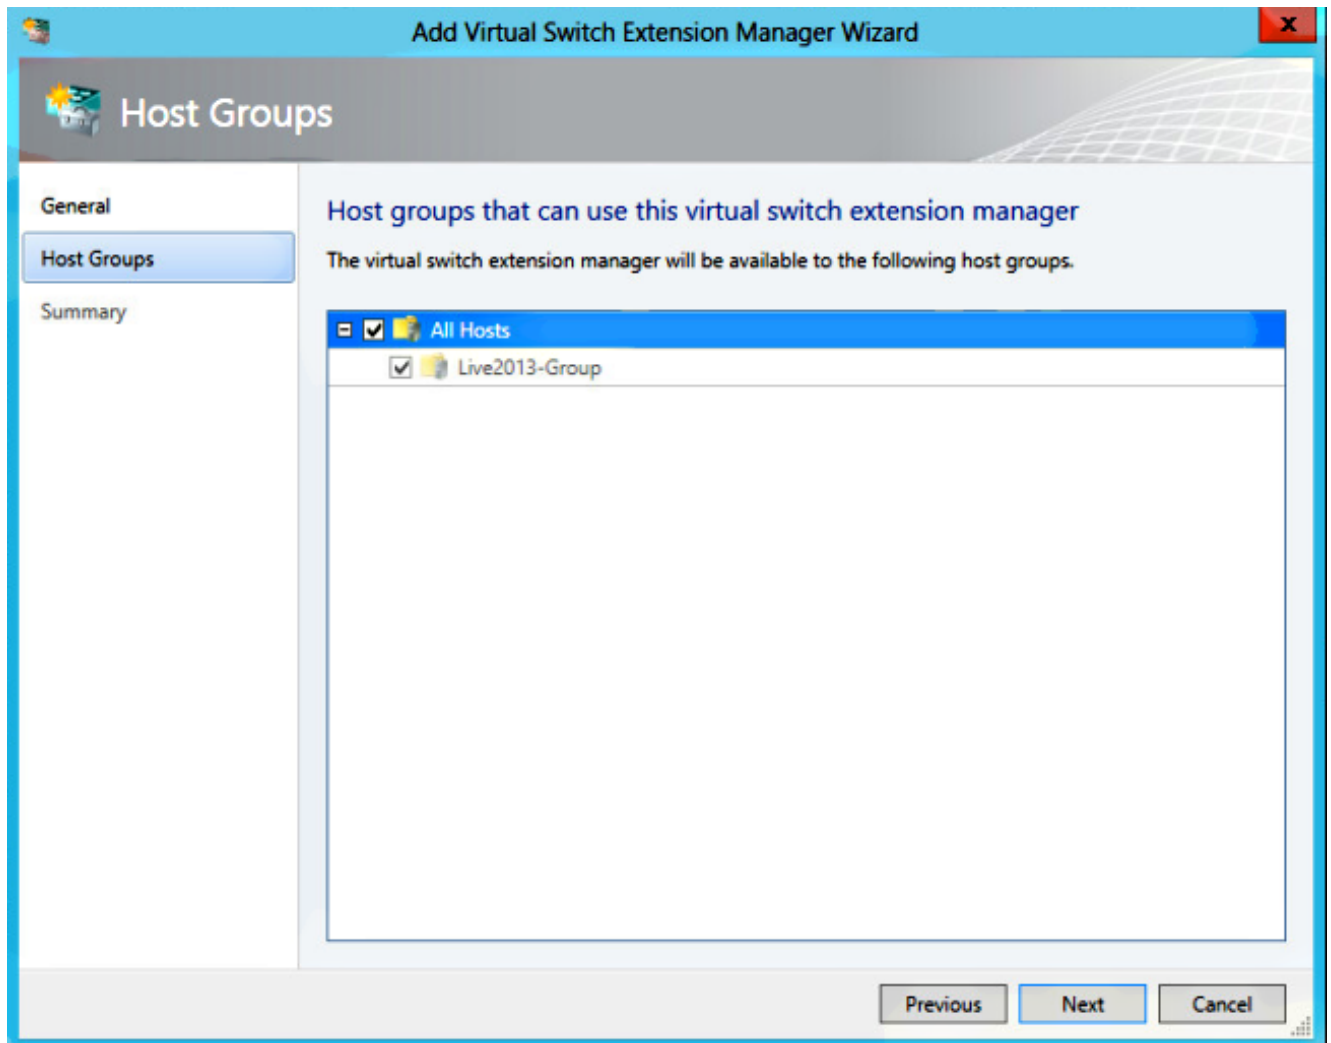 Add Virtual Switch Extension Manager Wizard
x
Host Groups
General
Host Groups
Summary
Host groups that can use this virtual switch extension manager
The virtual switch extension manager will be available to the following host groups.
All Hosts
Live2013-Group
Previous
Next
Cancel